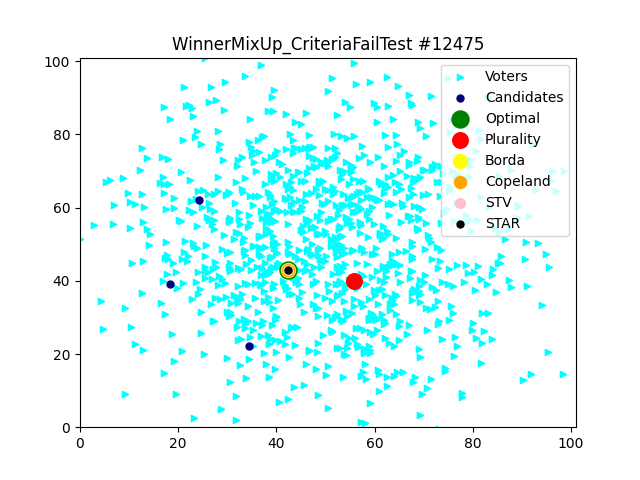 WinnerMixUp_CriteriaFailTest #12475
Voters
Candidates
Optimal
Plurality
Borda
Copeland
STV
STAR
100
80
60
40
20
0
0 20 40 60 80 100